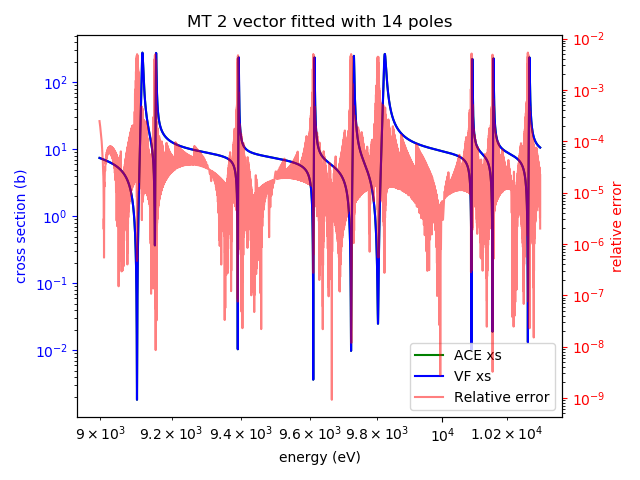 MT 2 vector fitted with 14 poles
cross section (b)
10²
10¹
10⁰
10⁻¹
10⁻²
10⁻²
10⁻³
10⁻⁴
10⁻⁵
10⁻⁶
10⁻⁷
10⁻⁸
10⁻⁹
relative error
ACE xs
VF xs
Relative error
9 × 10³ 9.2 × 10³ 9.4 × 10³ 9.6 × 10³ 9.8 × 10³ 10⁴ 1.02 × 10⁴
energy (eV)